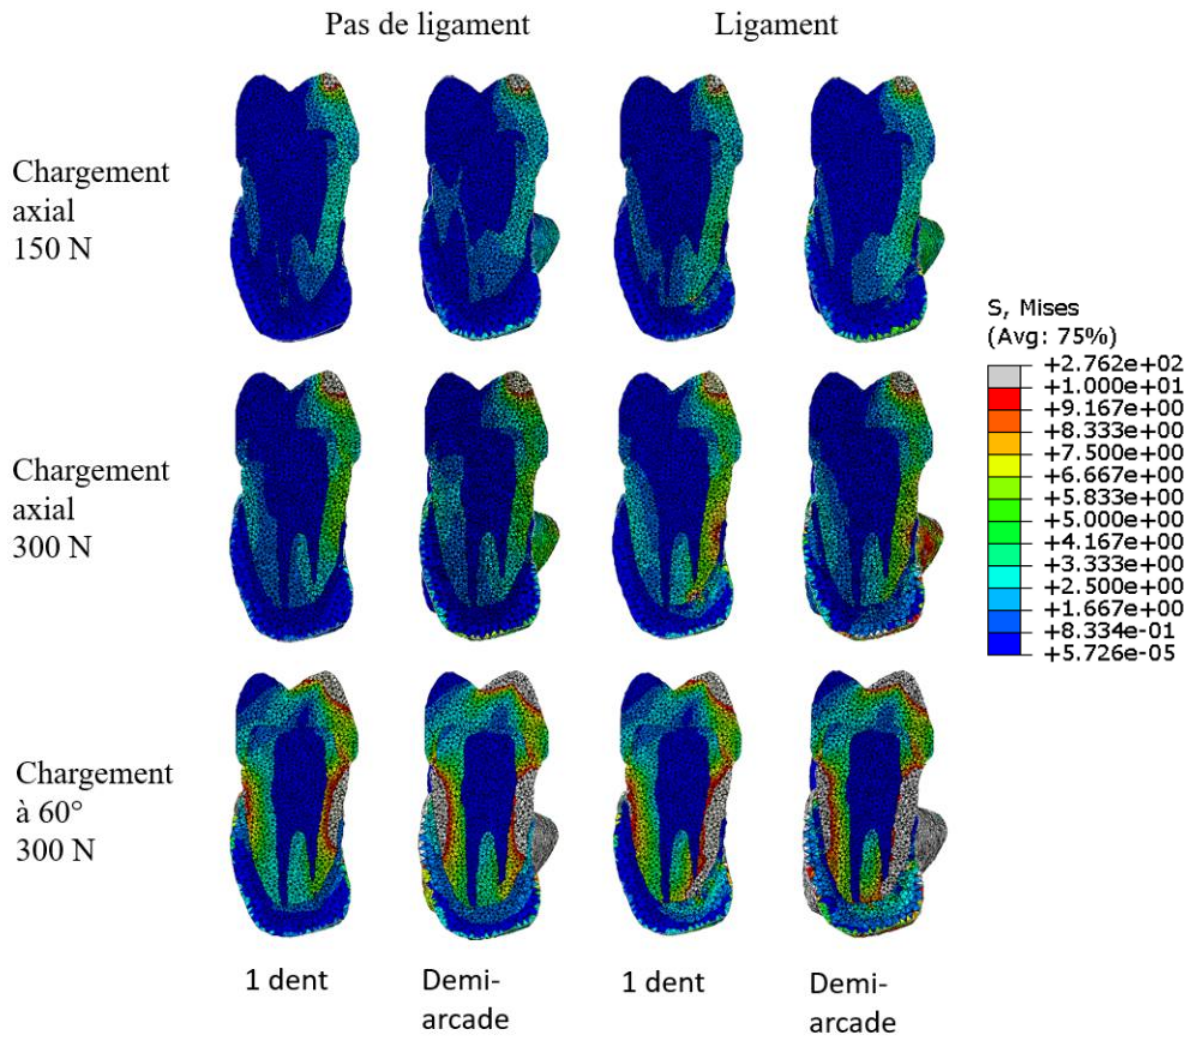 Pas de ligament
Ligament
Chargement
axial
150 N
S, Mises
(Avg: 75%)
+2.762e+02
+1.000e+01
+9.167e+00
+8.333e+00
+7.500e+00
+6.667e+00
+5.833e+00
+5.000e+00
+4.167e+00
+3.333e+00
+2.500e+00
+1.667e+00
+8.334e-01
+5.726e-05
Chargement
axial
300 N
Chargement
à 60°
300 N
1 dent
Demi-
arcade
1 dent
Demi-
arcade